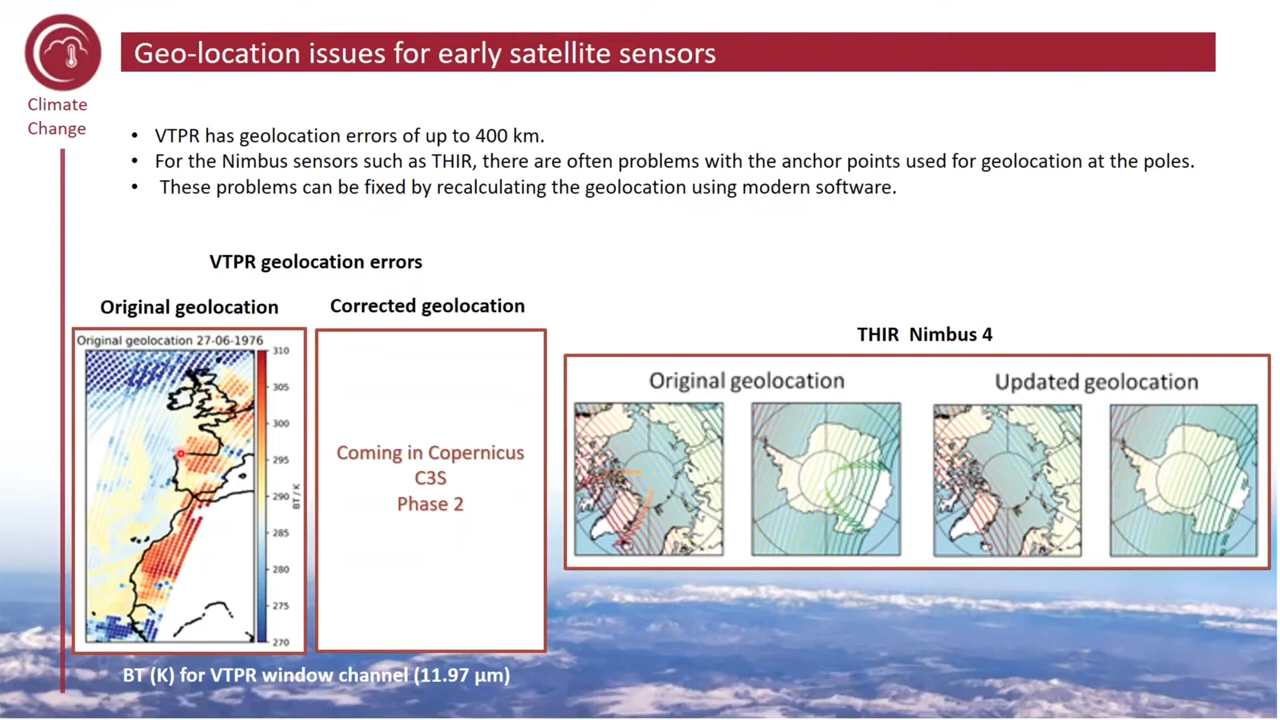 Geo-location issues for early satellite sensors
Climate
Change
• VTPR has geolocation errors of up to 400 km.
• For the Nimbus sensors such as THIR, there are often problems with the anchor points used for geolocation at the poles.
• These problems can be fixed by recalculating the geolocation using modern software.
VTPR geolocation errors
Original geolocation
Corrected geolocation
Original geolocation 27-06-1976
310
305
300
295
290
285
280
275
270
BT / K
Coming in Copernicus
C3S
Phase 2
BT (K) for VTPR window channel (11.97 µm)
THIR Nimbus 4
Original geolocation
Updated geolocation